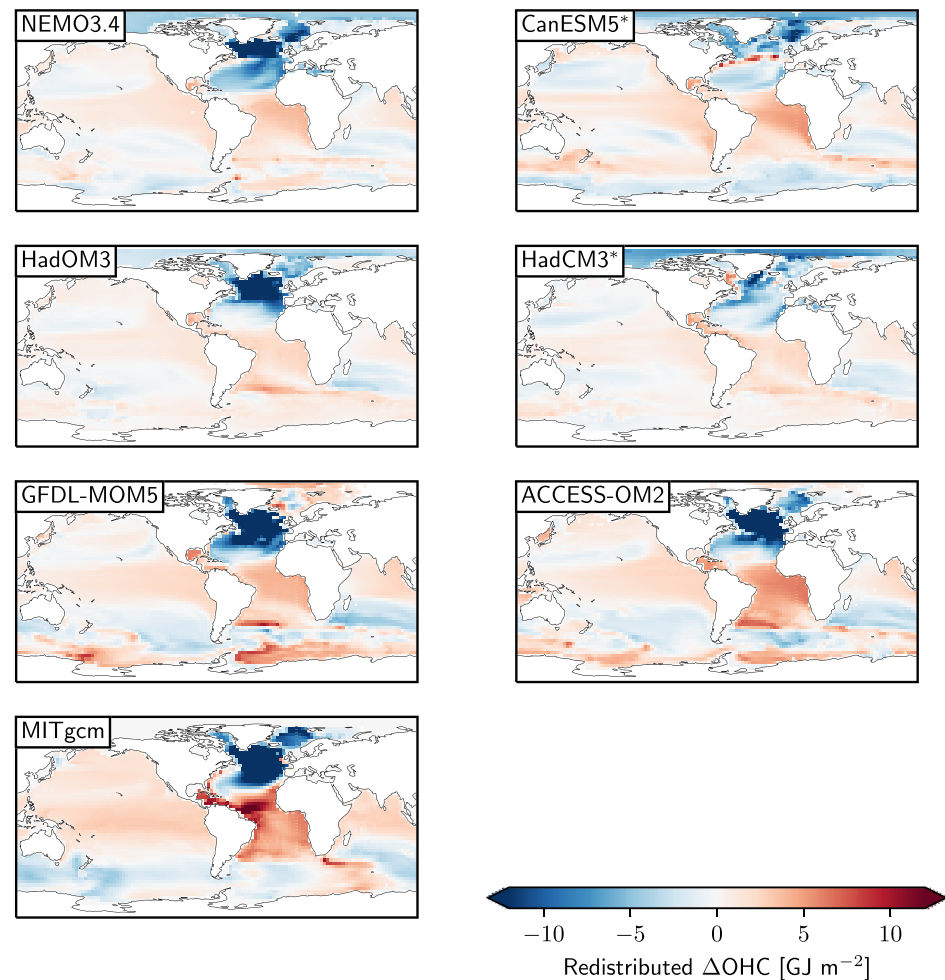 NEMO3.4
CanESM5*
HadOM3
HadCM3*
GFDL-MOM5
ACCESS-OM2
MITgcm
−10 −5 0 5 10
Redistributed ΔOHC [GJ m⁻²]